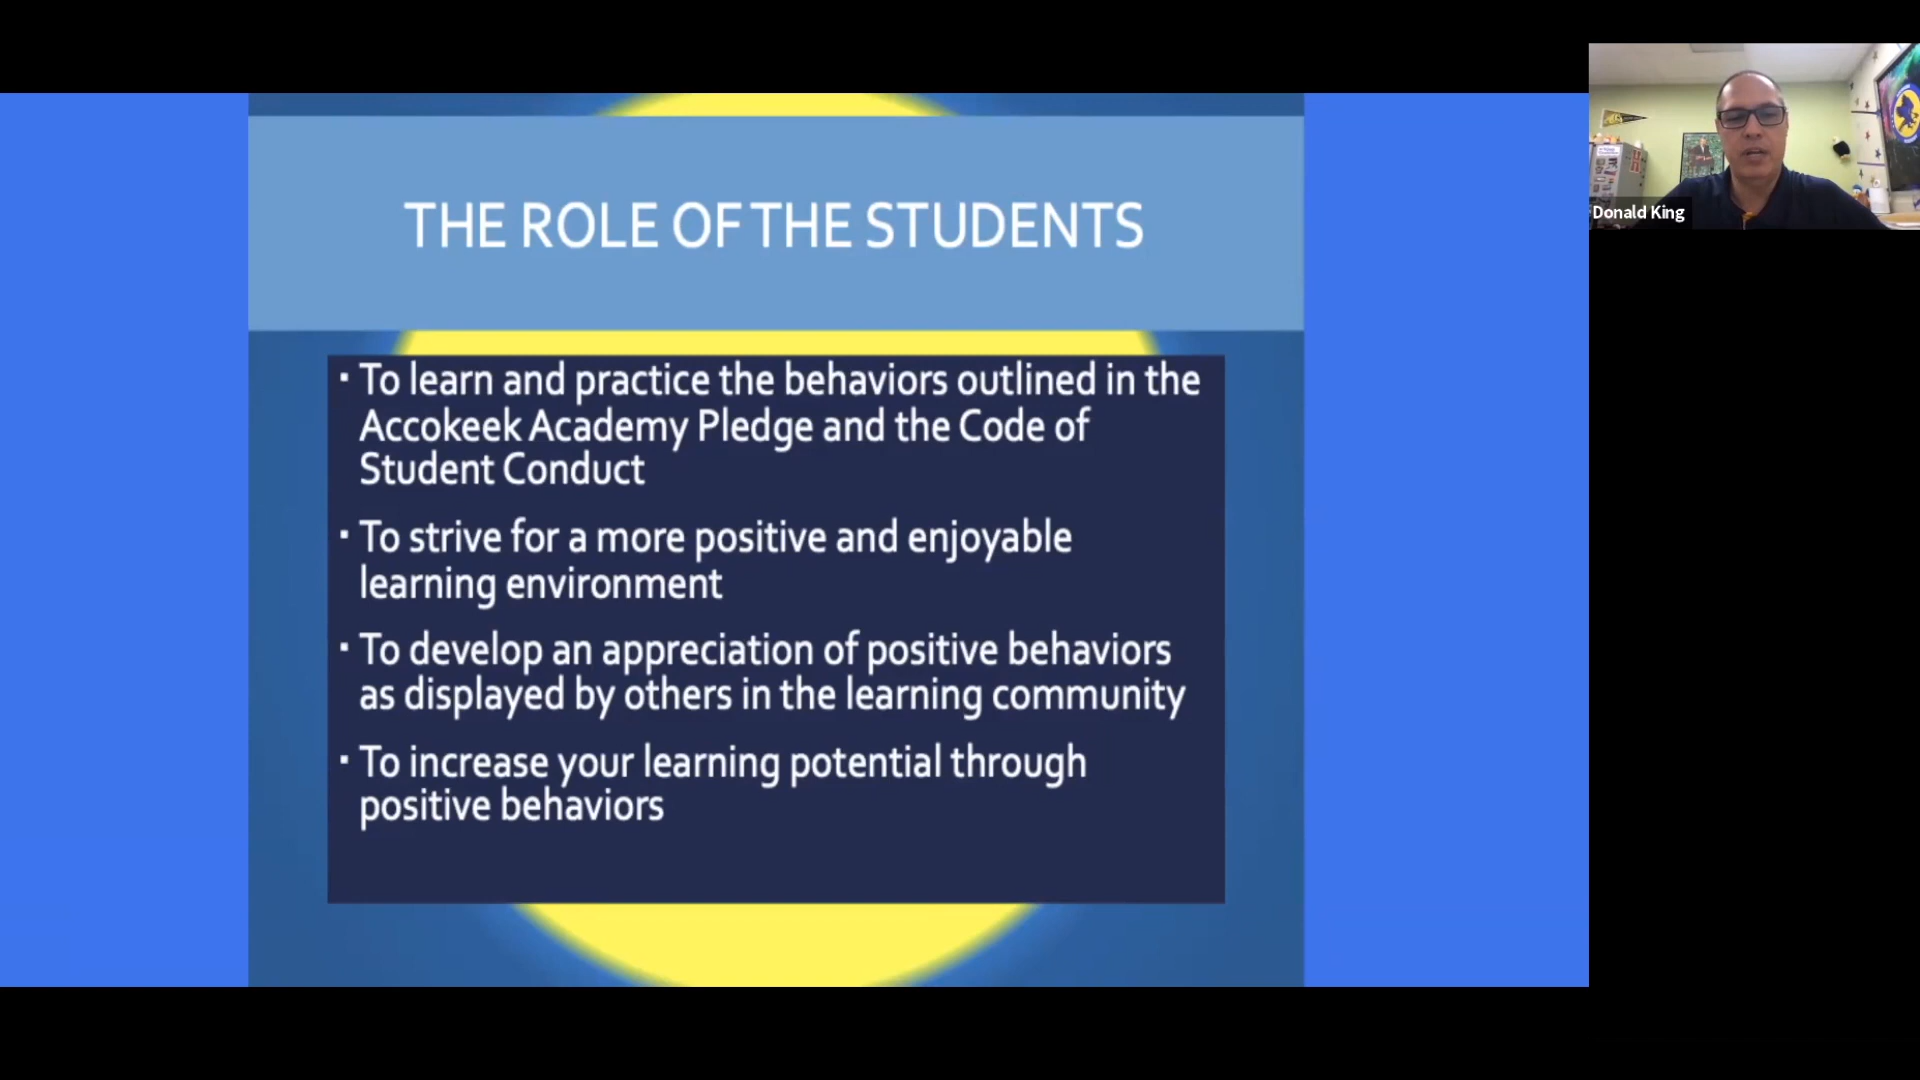 THE ROLE OF THE STUDENTS
▪ To learn and practice the behaviors outlined in the
Accokeek Academy Pledge and the Code of
Student Conduct
▪ To strive for a more positive and enjoyable
learning environment
▪ To develop an appreciation of positive behaviors
as displayed by others in the learning community
▪ To increase your learning potential through
positive behaviors
Donald King